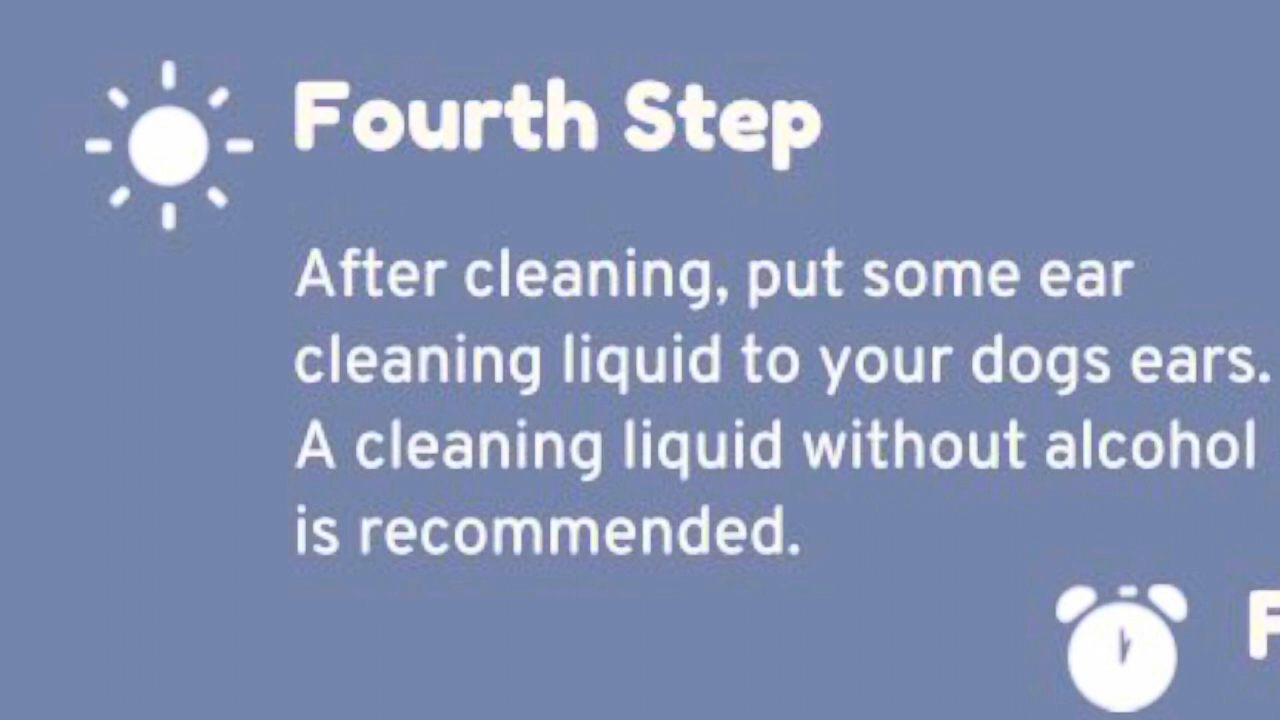 Fourth Step
After cleaning, put some ear
cleaning liquid to your dogs ears.
A cleaning liquid without alcohol
is recommended.